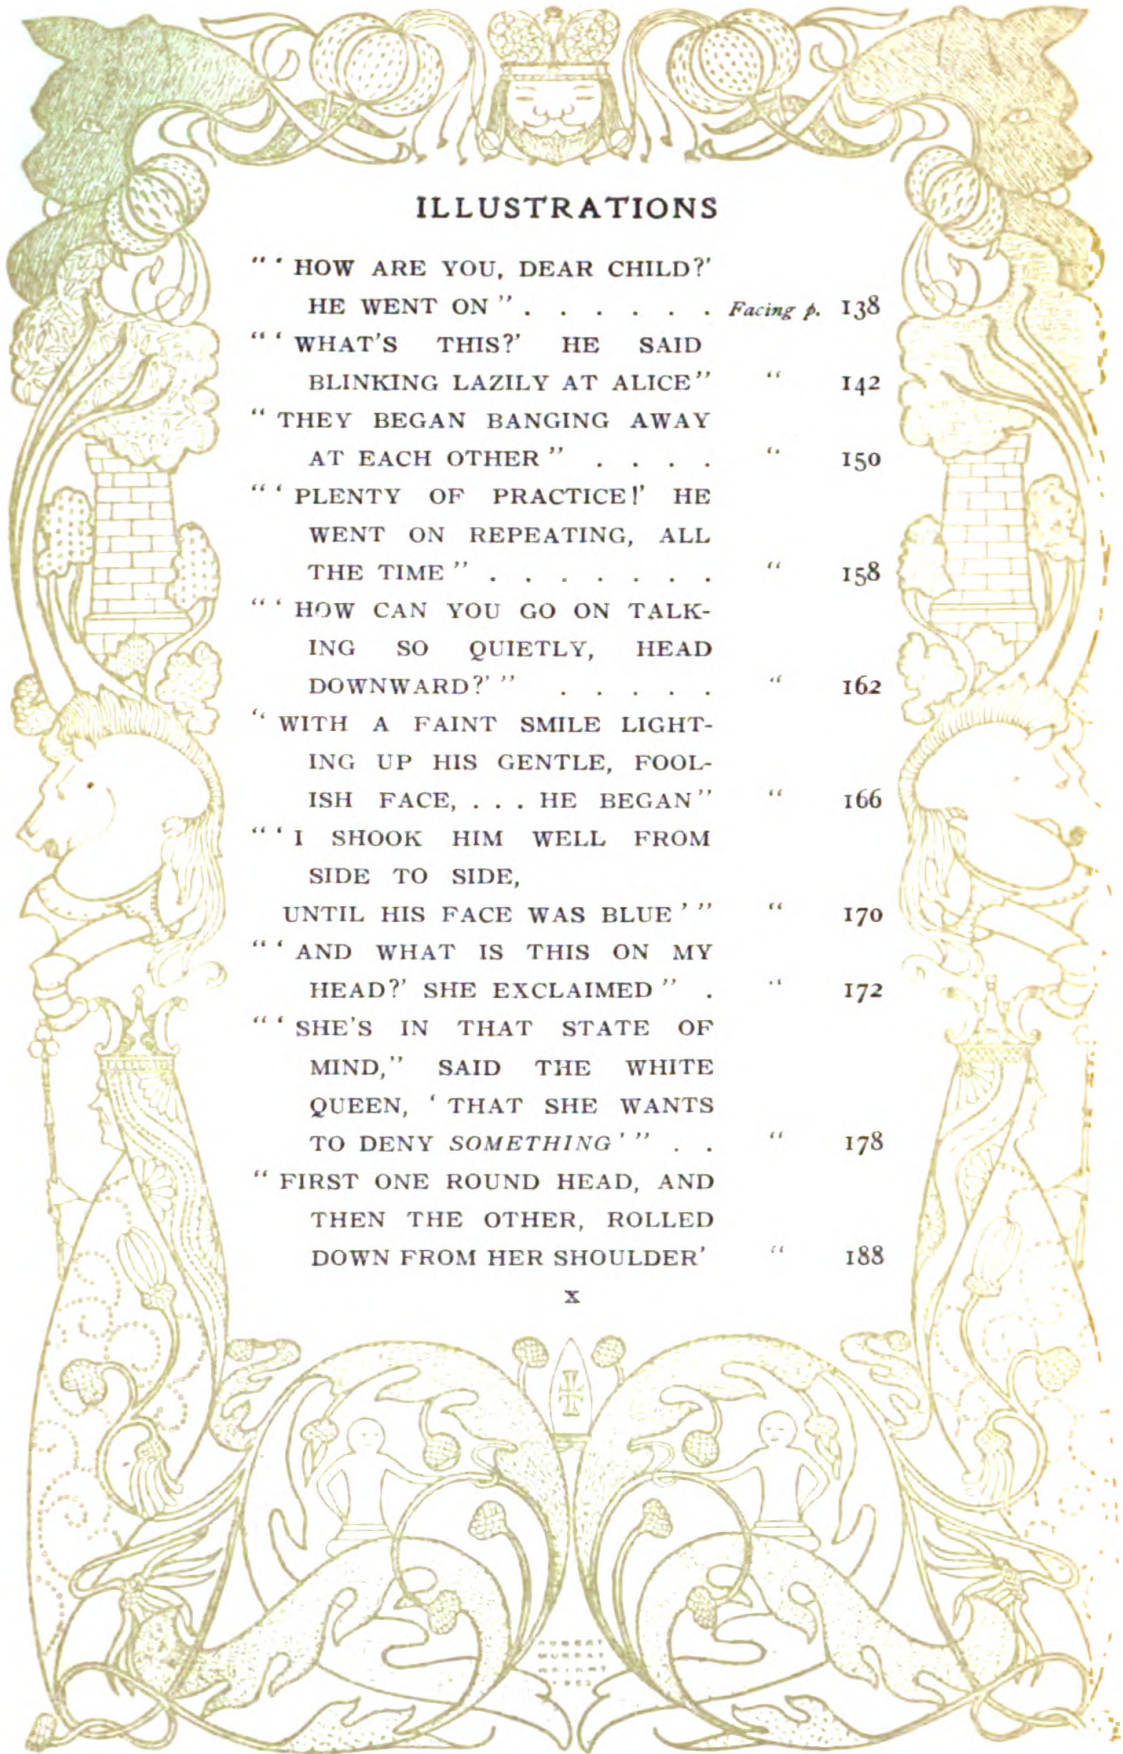 ILLUSTRATIONS
"'HOW ARE YOU, DEAR CHILD?'
HE WENT ON" . . . . . . Facing p. 138
"'WHAT'S THIS?' HE SAID
BLINKING LAZILY AT ALICE" " 142
"THEY BEGAN BANGING AWAY
AT EACH OTHER" . . . . " 150
"'PLENTY OF PRACTICE!' HE
WENT ON REPEATING, ALL
THE TIME" . . . . . . . " 158
"'HOW CAN YOU GO ON TALK-
ING SO QUIETLY, HEAD
DOWNWARD?'" . . . . . " 162
"WITH A FAINT SMILE LIGHT-
ING UP HIS GENTLE, FOOL-
ISH FACE, . . . HE BEGAN" " 166
"'I SHOOK HIM WELL FROM
SIDE TO SIDE,
UNTIL HIS FACE WAS BLUE'" " 170
"'AND WHAT IS THIS ON MY
HEAD?' SHE EXCLAIMED" . " 172
"'SHE'S IN THAT STATE OF
MIND," SAID THE WHITE
QUEEN, 'THAT SHE WANTS
TO DENY SOMETHING'" . . " 178
"FIRST ONE ROUND HEAD, AND
THEN THE OTHER, ROLLED
DOWN FROM HER SHOULDER' " 188
x